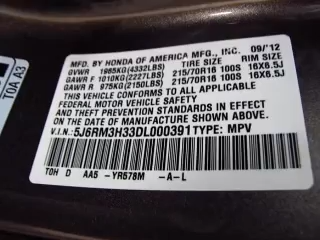 TOA A3
MFD. BY HONDA OF AMERICA MFG., INC. 09/'12
GVWR 1965KG(4332LBS) TIRE SIZE RIM SIZE
GAWR F 1010KG(2227LBS) 215/70R16 100S 16X6.5J
GAWR R 975KG(2150LBS) 215/70R16 100S 16X6.5J
THIS VEHICLE CONFORMS TO ALL APPLICABLE
FEDERAL MOTOR VEHICLE SAFETY, BUMPER,
AND THEFT PREVENTION STANDARDS IN EFFECT
ON THE DATE OF MANUFACTURE SHOWN ABOVE.
V.I.N: 5J6RM3H33DL000391 TYPE: MPV
TOH D AA5 -YR578M -A-L